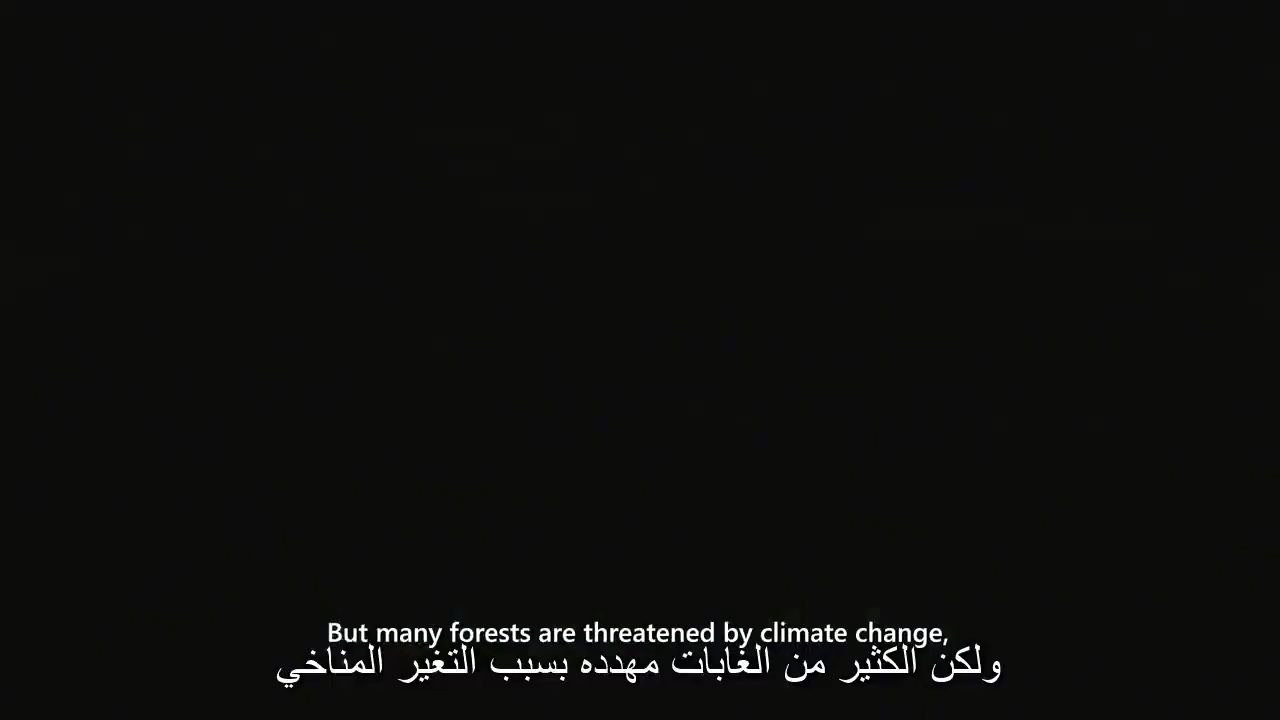 But many forests are threatened by climate change,
ولكن الكثير من الغابات مهدده بسبب التغير المناخي